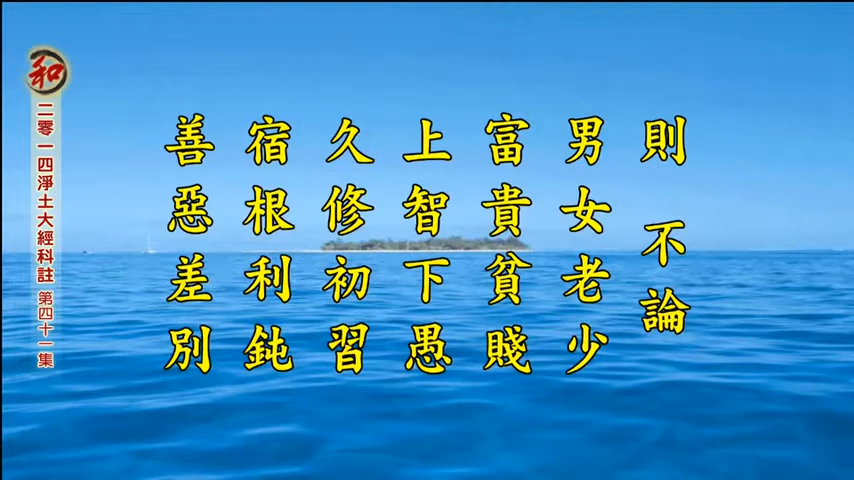 則不論
男女老少
富貴貧賤
上智下愚
久修初習
宿根利鈍
善惡差別
和
二零一四淨土大經科註 第四十一集